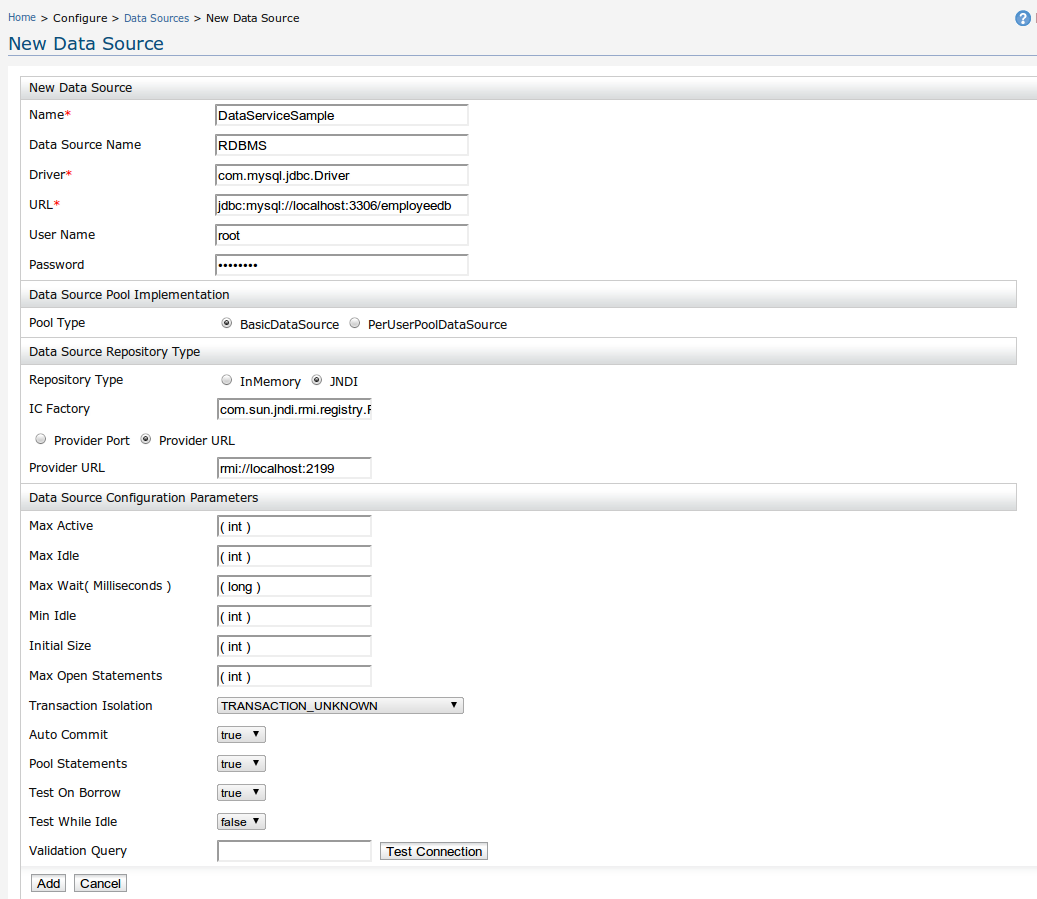 Home > Configure > Data Sources > New Data Source
?
New Data Source
New Data Source
Name* DataServiceSample
Data Source Name RDBMS
Driver* com.mysql.jdbc.Driver
URL* jdbc:mysql://localhost:3306/employeedb
User Name root
Password ••••••••
Data Source Pool Implementation
Pool Type BasicDataSource PerUserPoolDataSource
Data Source Repository Type
Repository Type InMemory JNDI
IC Factory com.sun.jndi.rmi.registry.
Provider Port Provider URL
Provider URL rmi://localhost:2199
Data Source Configuration Parameters
Max Active ( int )
Max Idle ( int )
Max Wait( Milliseconds ) ( long )
Min Idle ( int )
Initial Size ( int )
Max Open Statements ( int )
Transaction Isolation TRANSACTION_UNKNOWN
Auto Commit true
Pool Statements true
Test On Borrow true
Test While Idle false
Validation Query Test Connection
Add Cancel